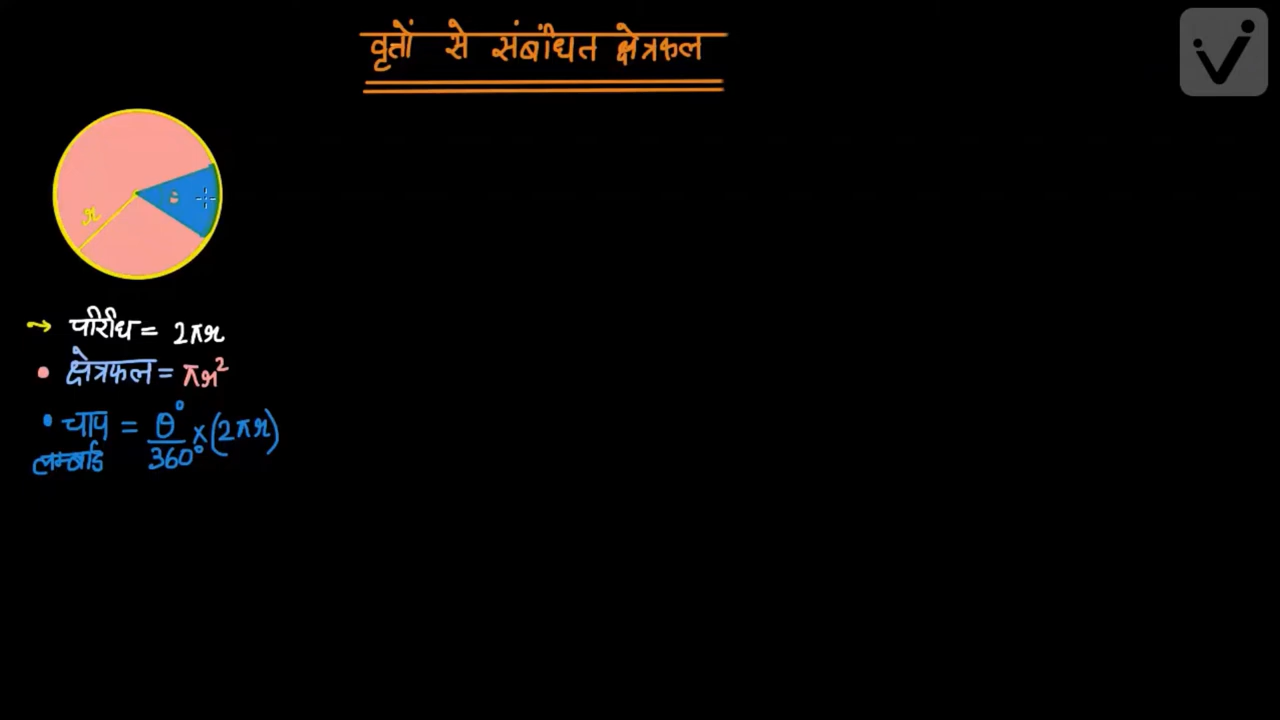 वृतों से संबंधित क्षेत्रफल
r
परिधि = 2πr
क्षेत्रफल = πr²
चाप = θ°/360° × (2πr)
लम्बाई